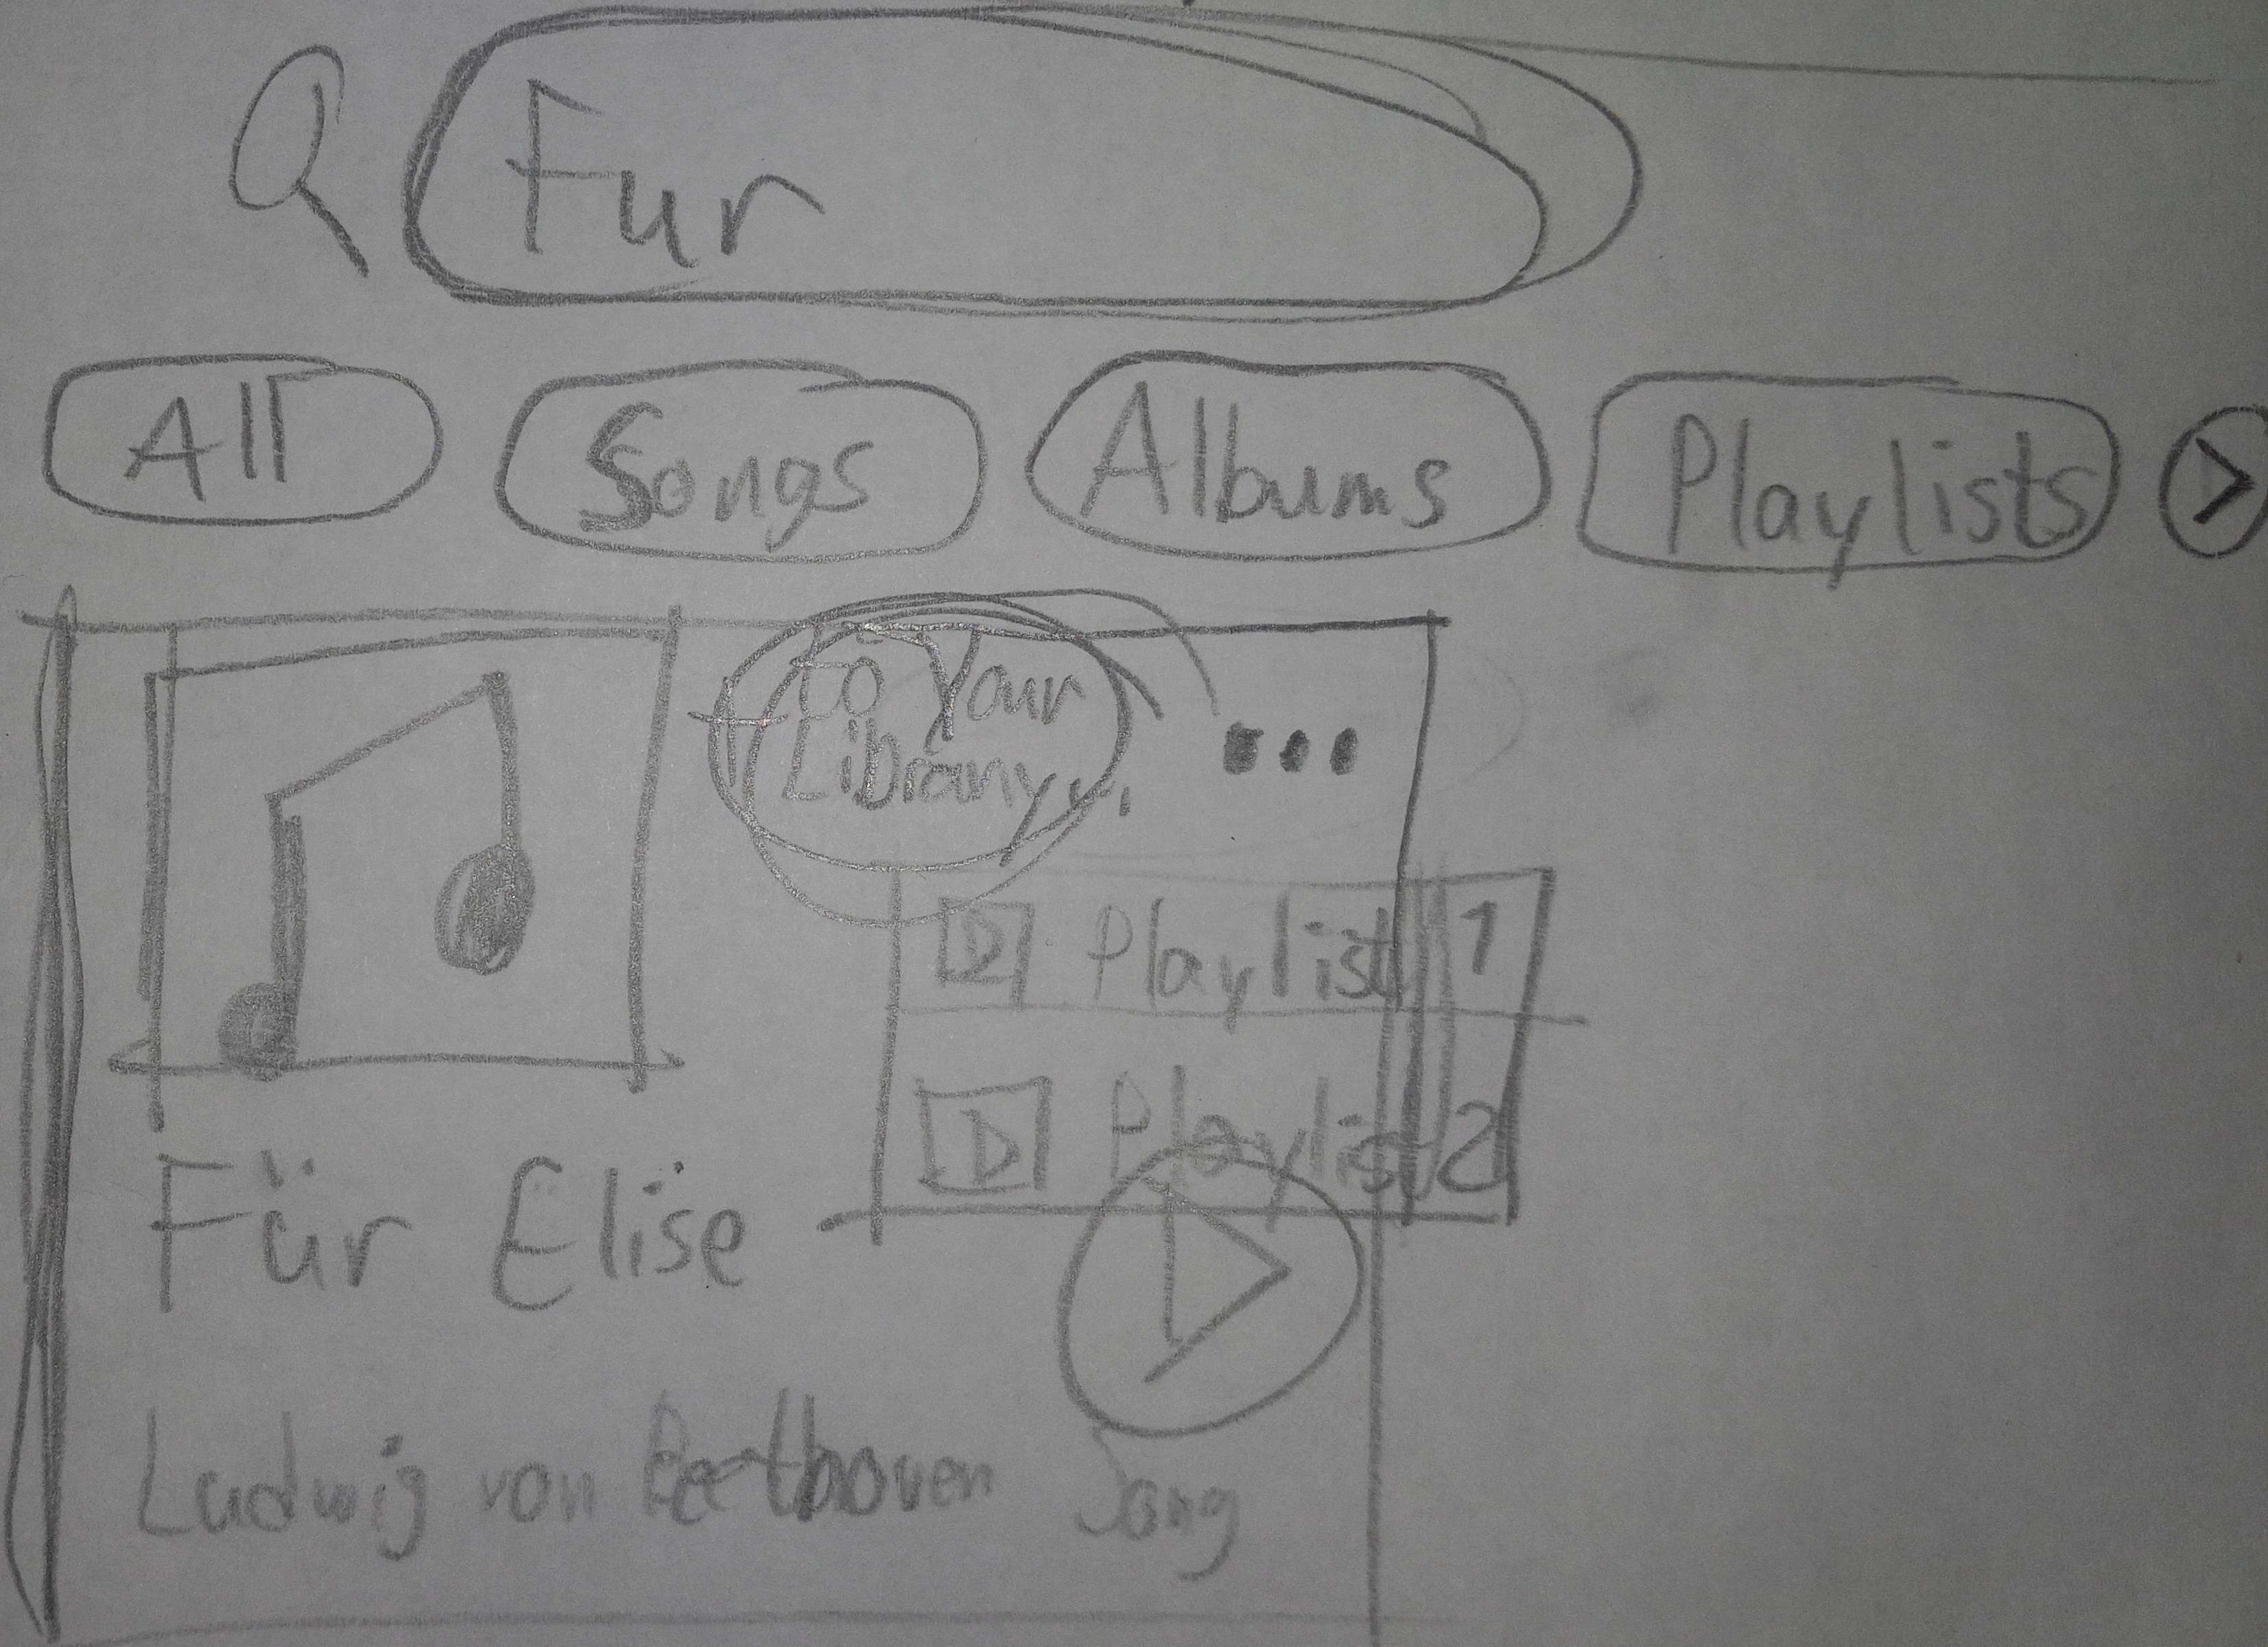 Fur
All Songs Albums Playlists >
+ to Your
Library...
...
Playlist 1
Playlist 2
Für Elise
Ludwig von Beethoven Song